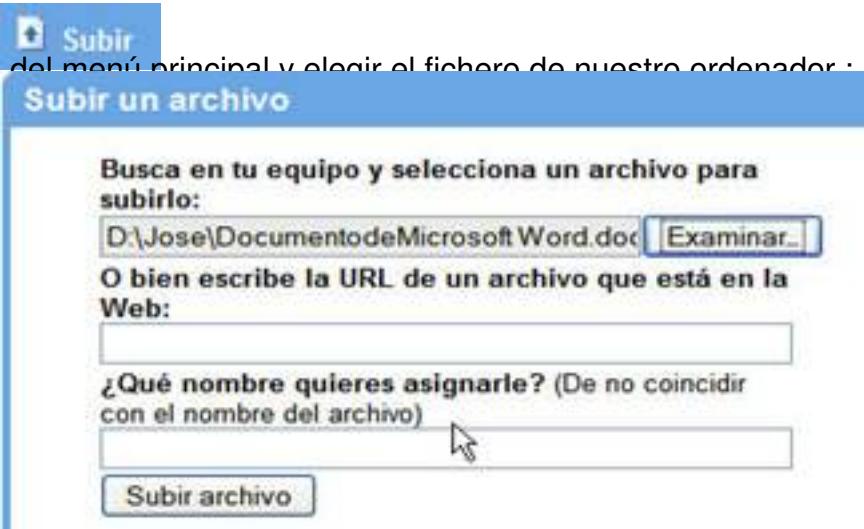 Subir
del menú principal y elegir el fichero de nuestro ordenador :
Subir un archivo
Busca en tu equipo y selecciona un archivo para
subirlo:
D:\Jose\DocumentodeMicrosoft Word.doc Examinar...
O bien escribe la URL de un archivo que está en la
Web:
¿Qué nombre quieres asignarle? (De no coincidir
con el nombre del archivo)
Subir archivo